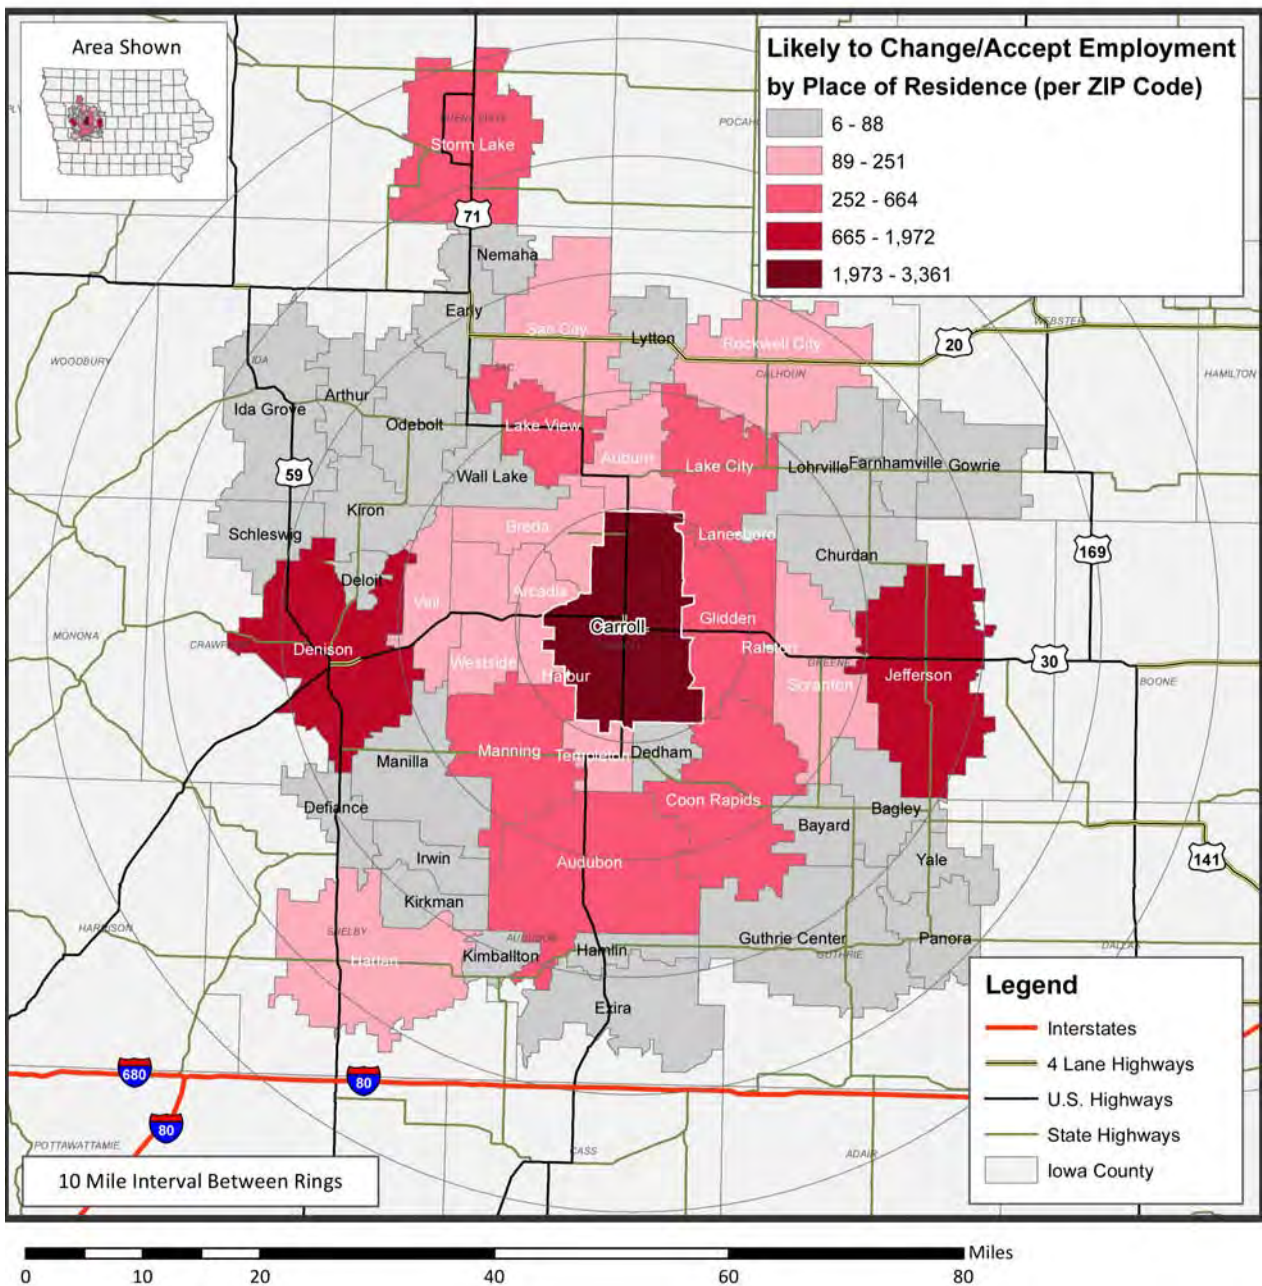 Area Shown
Likely to Change/Accept Employment
by Place of Residence (per ZIP Code)
6 - 88
89 - 251
252 - 664
665 - 1,972
1,973 - 3,361
BUENA VISTA
Storm Lake
71
Nemaha
Early
Sac City
Lytton
Rockwell City
20
WEBSTER
WOODBURY
IDA
SAC
CALHOUN
HAMILTON
Arthur
Ida Grove
Odebolt
Lake View
Auburn
Lake City
Lohrville
Farnhamville
Gowrie
59
Wall Lake
Kiron
Schleswig
Breda
Lanesboro
Churdan
169
Deloit
Vail
Arcadia
Glidden
Carroll
MONONA
Denison
Westside
Halbur
Ralston
GREENE
Scranton
Jefferson
30
BOONE
Manning
Templeton
Dedham
Manilla
Coon Rapids
Defiance
Bayard
Bagley
Irwin
Audubon
Yale
141
Kirkman
HARRISON
SHELBY
AUDUBON
Harlan
Kimballton
Hamlin
Guthrie Center
GUTHRIE
Panora
DALLAS
Exira
680
80
80
POTTAWATTAMIE
CASS
ADAIR
Legend
Interstates
4 Lane Highways
U.S. Highways
State Highways
Iowa County
10 Mile Interval Between Rings
Miles
0 10 20 40 60 80